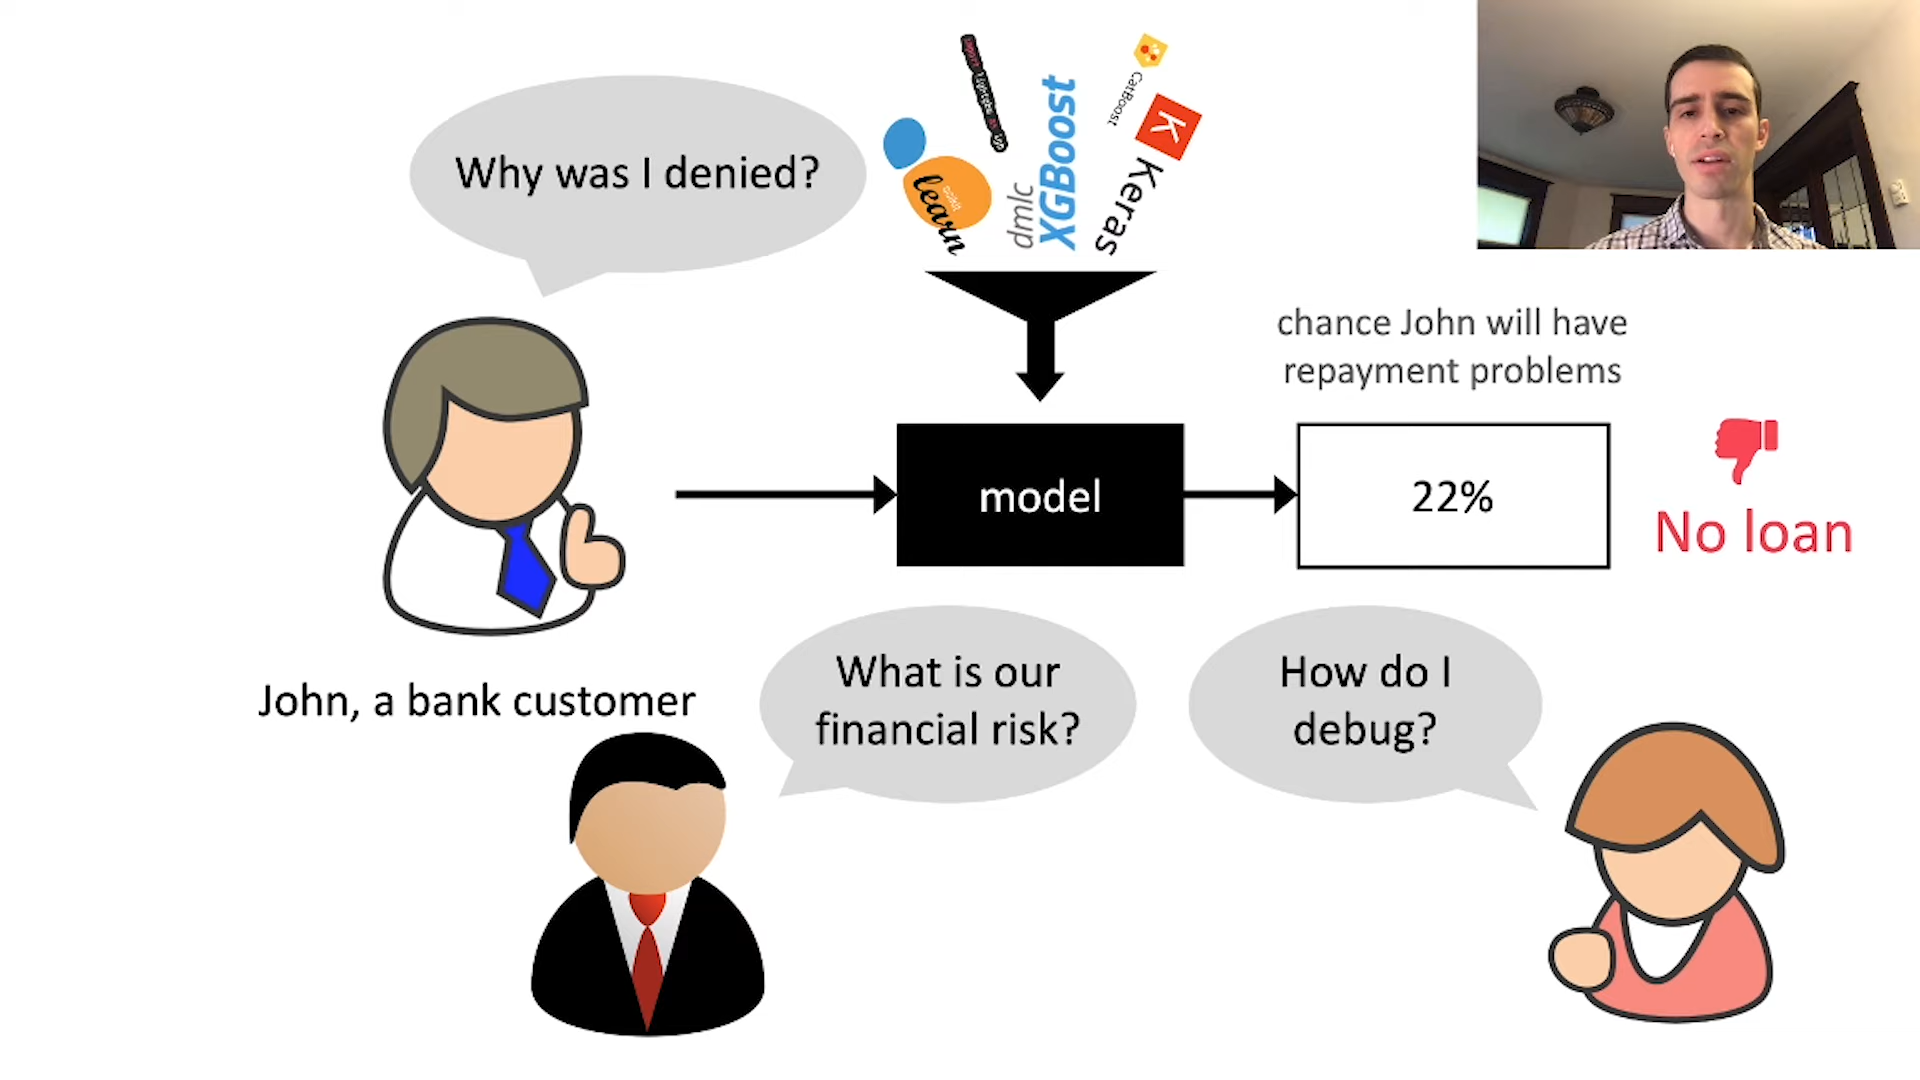 Why was I denied?
scikit
learn
dmlc
XGBoost
CatBoost
K
Keras
chance John will have
repayment problems
model
22%
No loan
John, a bank customer
What is our
financial risk?
How do I
debug?